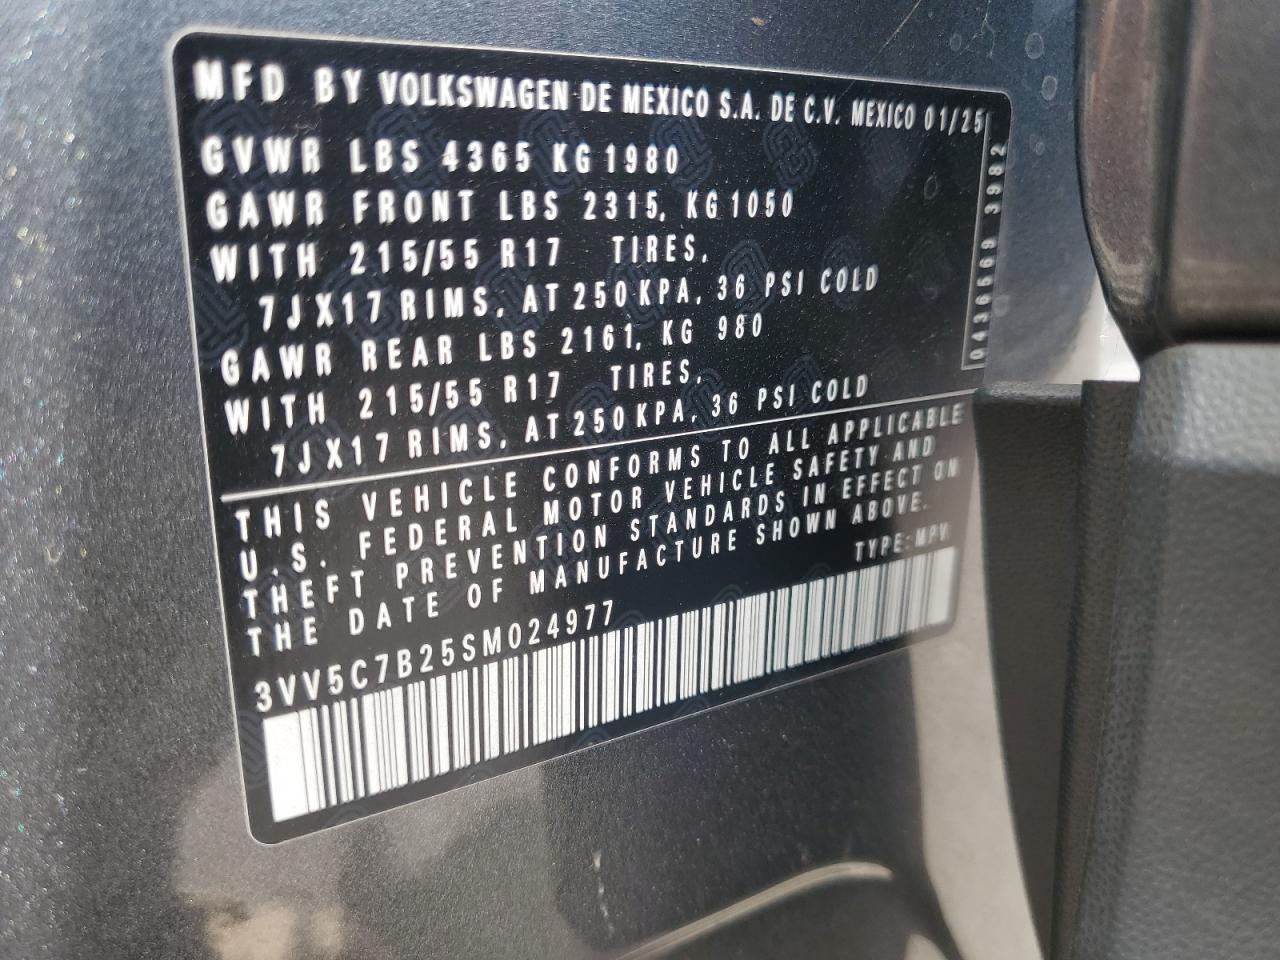 MFD BY VOLKSWAGEN DE MEXICO S.A. DE C.V. MEXICO 01/25
GVWR LBS 4365 KG 1980
GAWR FRONT LBS 2315, KG 1050
WITH 215/55 R17 TIRES,
7JX17 RIMS, AT 250 KPA, 36 PSI COLD
GAWR REAR LBS 2161, KG 980
WITH 215/55 R17 TIRES,
7JX17 RIMS, AT 250 KPA, 36 PSI COLD
THIS VEHICLE CONFORMS TO ALL APPLICABLE
U.S. FEDERAL MOTOR VEHICLE SAFETY AND
THEFT PREVENTION STANDARDS IN EFFECT ON
THE DATE OF MANUFACTURE SHOWN ABOVE.
TYPE: MPV
3VV5C7B25SM024977
0436569 3982